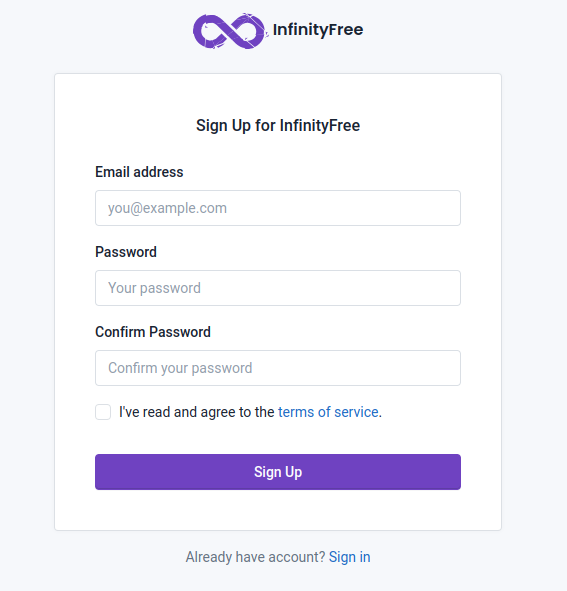 InfinityFree
Sign Up for InfinityFree
Email address
you@example.com
Password
Your password
Confirm Password
Confirm your password
I've read and agree to the terms of service.
Sign Up
Already have account? Sign in